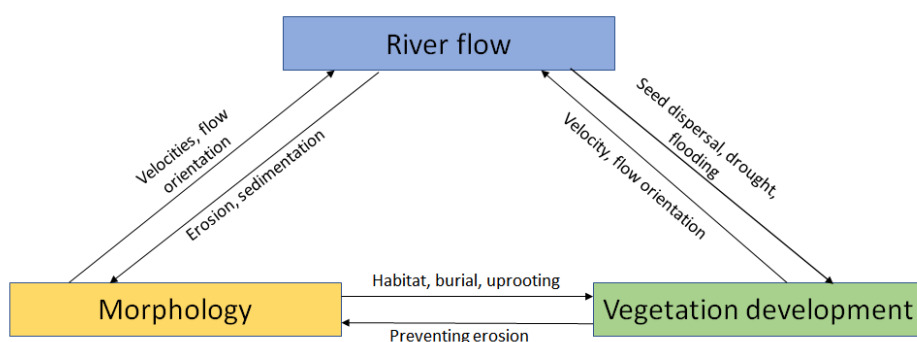 River flow
Velocities, flow
orientation
Erosion, sedimentation
Seed dispersal, drought,
flooding
Velocity, flow orientation
Morphology
Habitat, burial, uprooting
Preventing erosion
Vegetation development